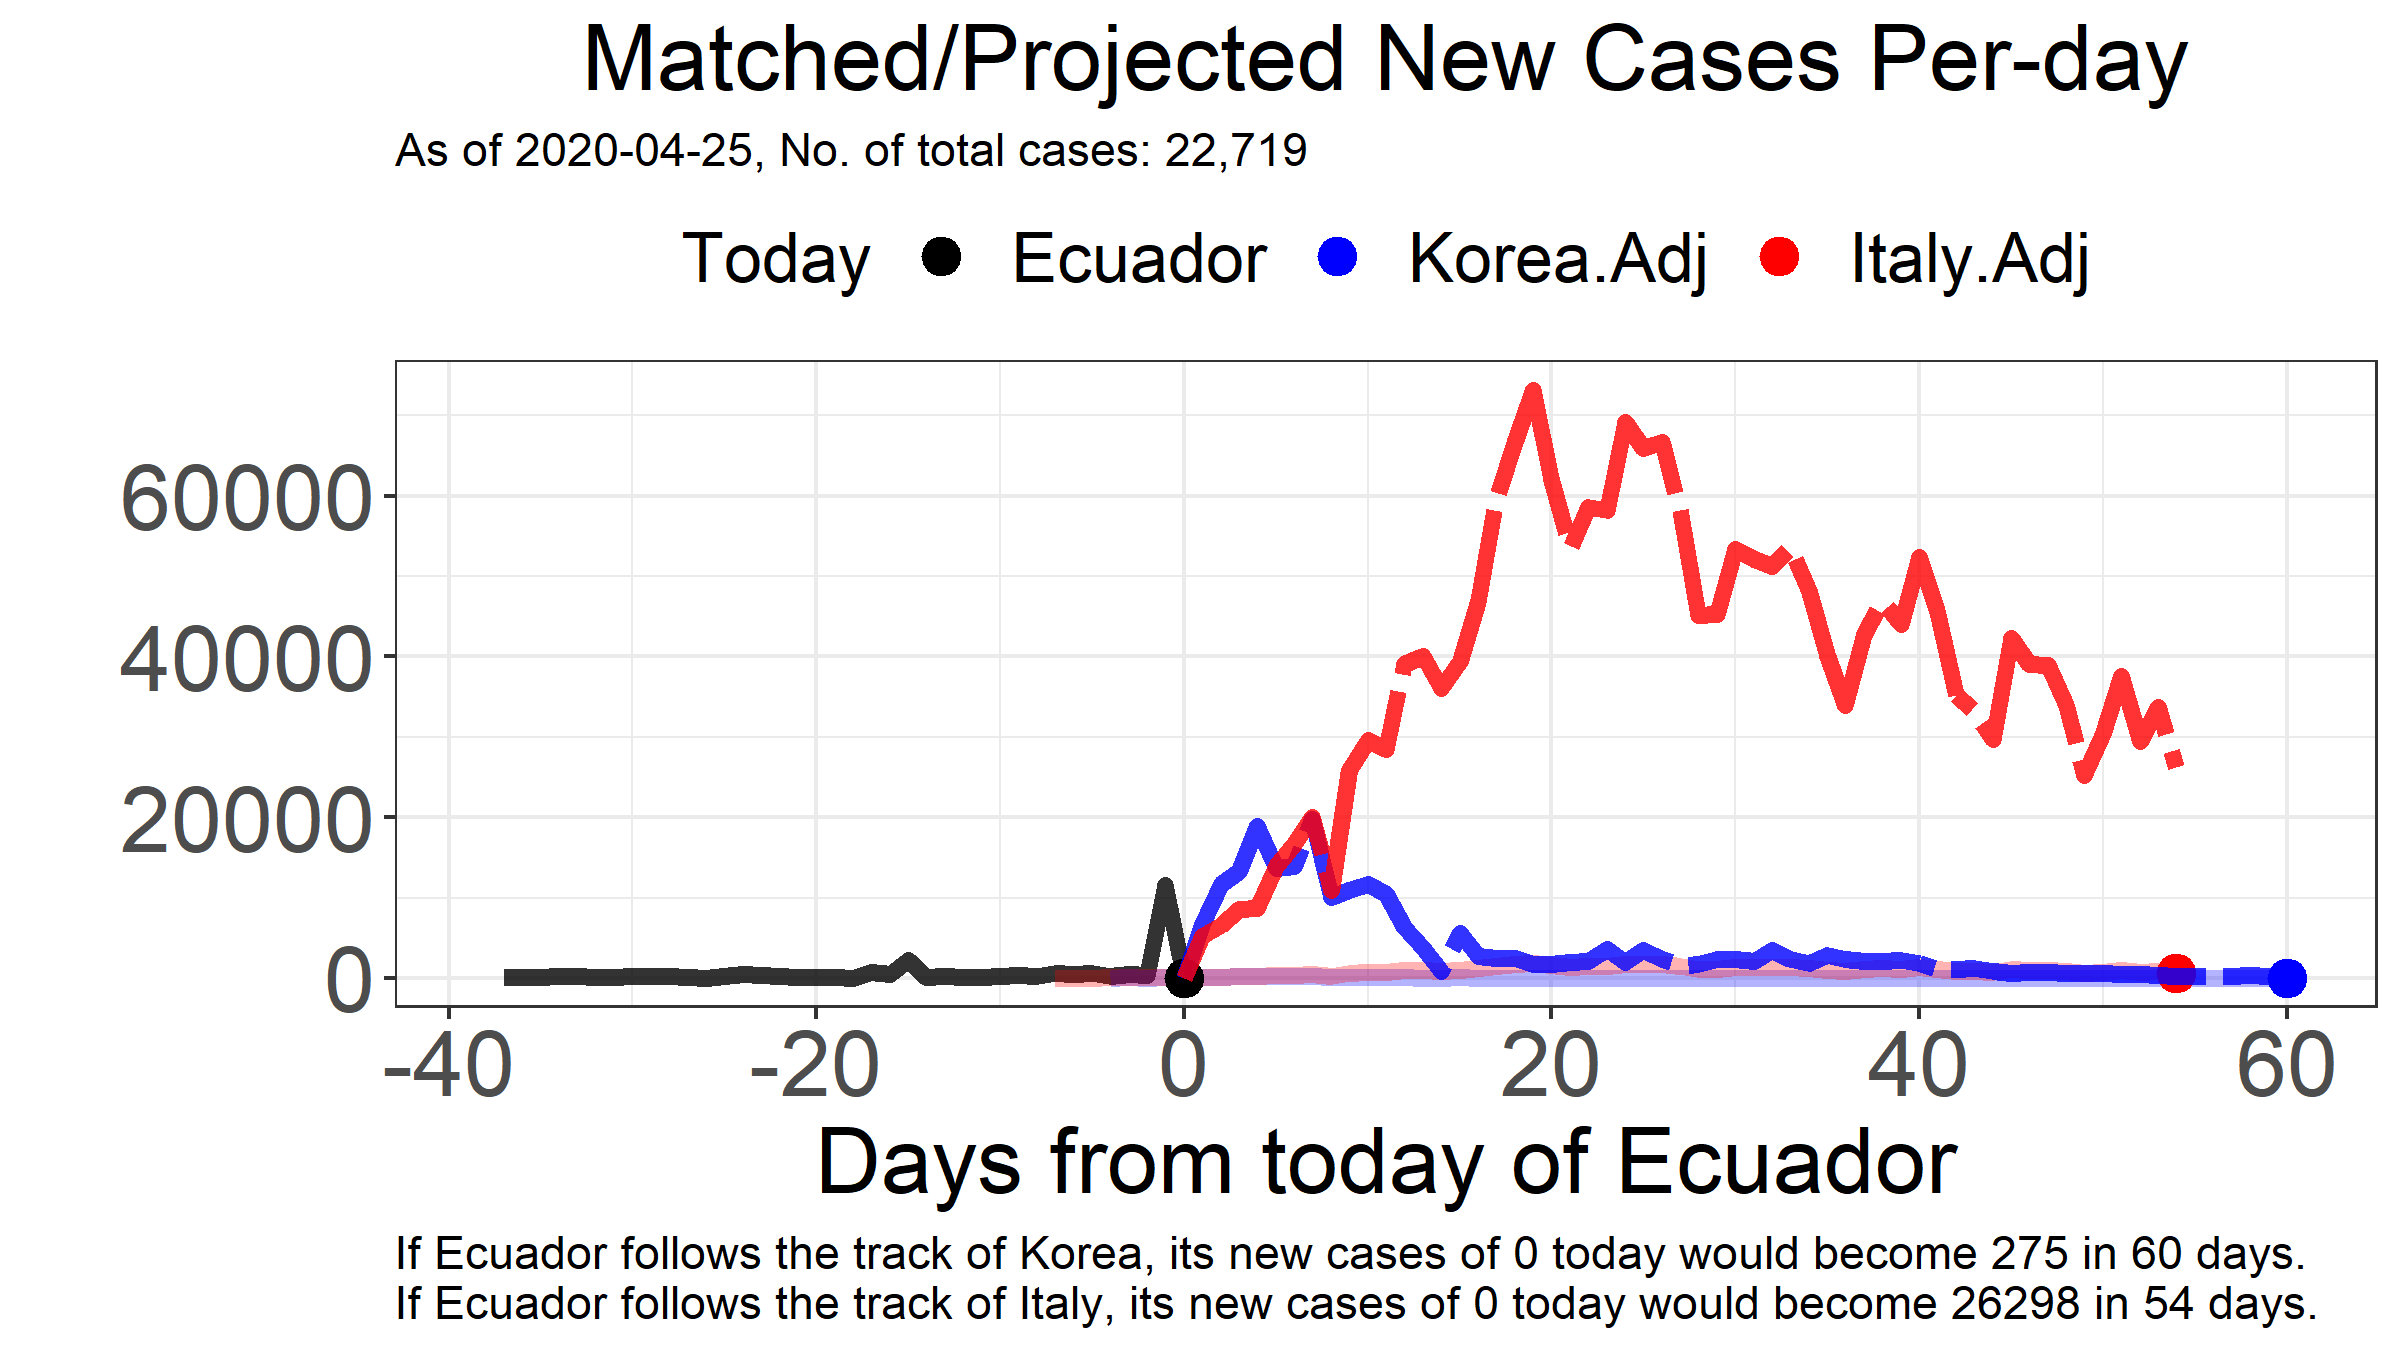 Matched/Projected New Cases Per-day
As of 2020-04-25, No. of total cases: 22,719
Today Ecuador Korea.Adj Italy.Adj
60000
40000
20000
0
-40 -20 0 20 40 60
Days from today of Ecuador
If Ecuador follows the track of Korea, its new cases of 0 today would become 275 in 60 days.
If Ecuador follows the track of Italy, its new cases of 0 today would become 26298 in 54 days.